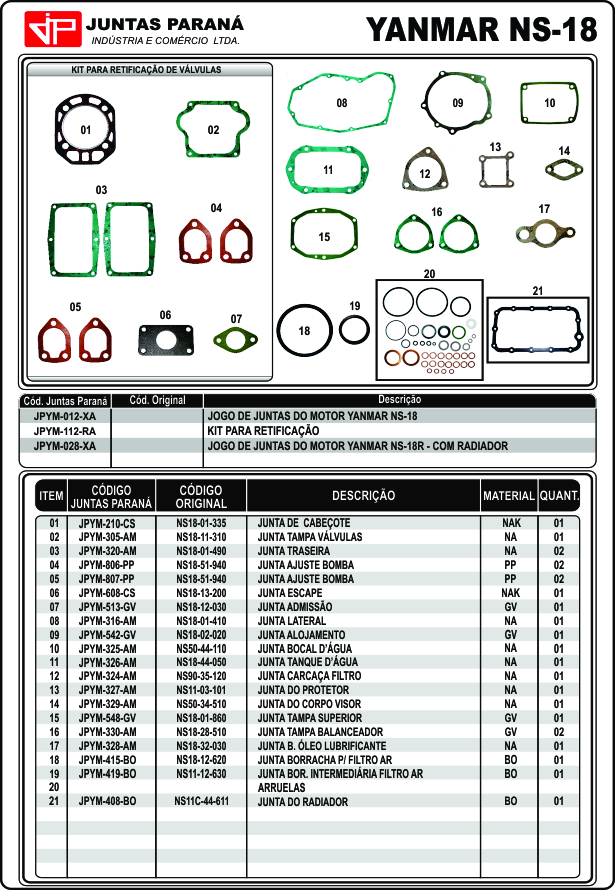 JP JUNTAS PARANÁ
INDÚSTRIA E COMÉRCIO LTDA.
YANMAR NS-18
KIT PARA RETIFICAÇÃO DE VÁLVULAS
01
02
03
04
05
06
07
08
09
10
11
12
13
14
15
16
17
18
19
20
21
Cód. Juntas Paraná Cód. Original Descrição
JPYM-012-XA JOGO DE JUNTAS DO MOTOR YANMAR NS-18
JPYM-112-RA KIT PARA RETIFICAÇÃO
JPYM-028-XA JOGO DE JUNTAS DO MOTOR YANMAR NS-18R - COM RADIADOR
ITEM CÓDIGO JUNTAS PARANÁ CÓDIGO ORIGINAL DESCRIÇÃO MATERIAL QUANT.
01 JPYM-210-CS NS18-01-335 JUNTA DE CABEÇOTE NAK 01
02 JPYM-305-AM NS18-11-310 JUNTA TAMPA VÁLVULAS NA 01
03 JPYM-320-AM NS18-01-490 JUNTA TRASEIRA NA 02
04 JPYM-806-PP NS18-51-940 JUNTA AJUSTE BOMBA PP 02
05 JPYM-807-PP NS18-51-940 JUNTA AJUSTE BOMBA PP 02
06 JPYM-608-CS NS18-13-200 JUNTA ESCAPE NAK 01
07 JPYM-513-GV NS18-12-030 JUNTA ADMISSÃO GV 01
08 JPYM-316-AM NS18-01-410 JUNTA LATERAL NA 01
09 JPYM-542-GV NS18-02-020 JUNTA ALOJAMENTO GV 01
10 JPYM-325-AM NS50-44-110 JUNTA BOCAL D'ÁGUA NA 01
11 JPYM-326-AM NS18-44-050 JUNTA TANQUE D'ÁGUA NA 01
12 JPYM-324-AM NS90-35-120 JUNTA CARCAÇA FILTRO NA 01
13 JPYM-327-AM NS11-03-101 JUNTA DO PROTETOR NA 01
14 JPYM-329-AM NS50-34-510 JUNTA DO CORPO VISOR NA 01
15 JPYM-548-GV NS18-01-860 JUNTA TAMPA SUPERIOR GV 01
16 JPYM-330-AM NS18-28-510 JUNTA TAMPA BALANCEADOR GV 02
17 JPYM-328-AM NS18-32-030 JUNTA B. ÓLEO LUBRIFICANTE NA 01
18 JPYM-415-BO NS18-12-620 JUNTA BORRACHA P/ FILTRO AR BO 01
19 JPYM-419-BO NS11-12-630 JUNTA BOR. INTERMEDIÁRIA FILTRO AR BO 01
20 ARRUELAS
21 JPYM-408-BO NS11C-44-611 JUNTA DO RADIADOR BO 01